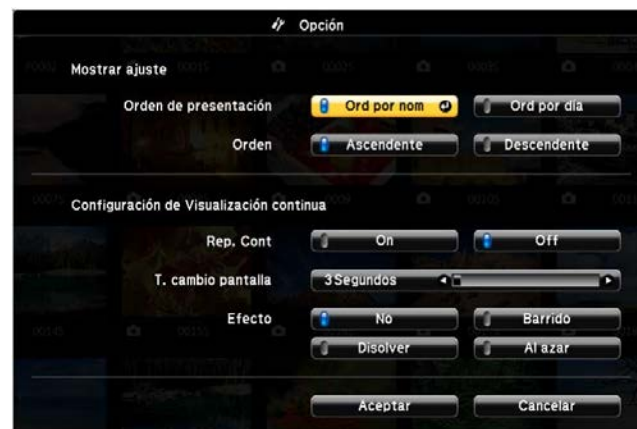 Opción
Mostrar ajuste
Orden de presentación Ord por nom Ord por día
Orden Ascendente Descendente
Configuración de Visualización continua
Rep. Cont On Off
T. cambio pantalla 3Segundos
Efecto No Barrido
Disolver Al azar
Aceptar Cancelar